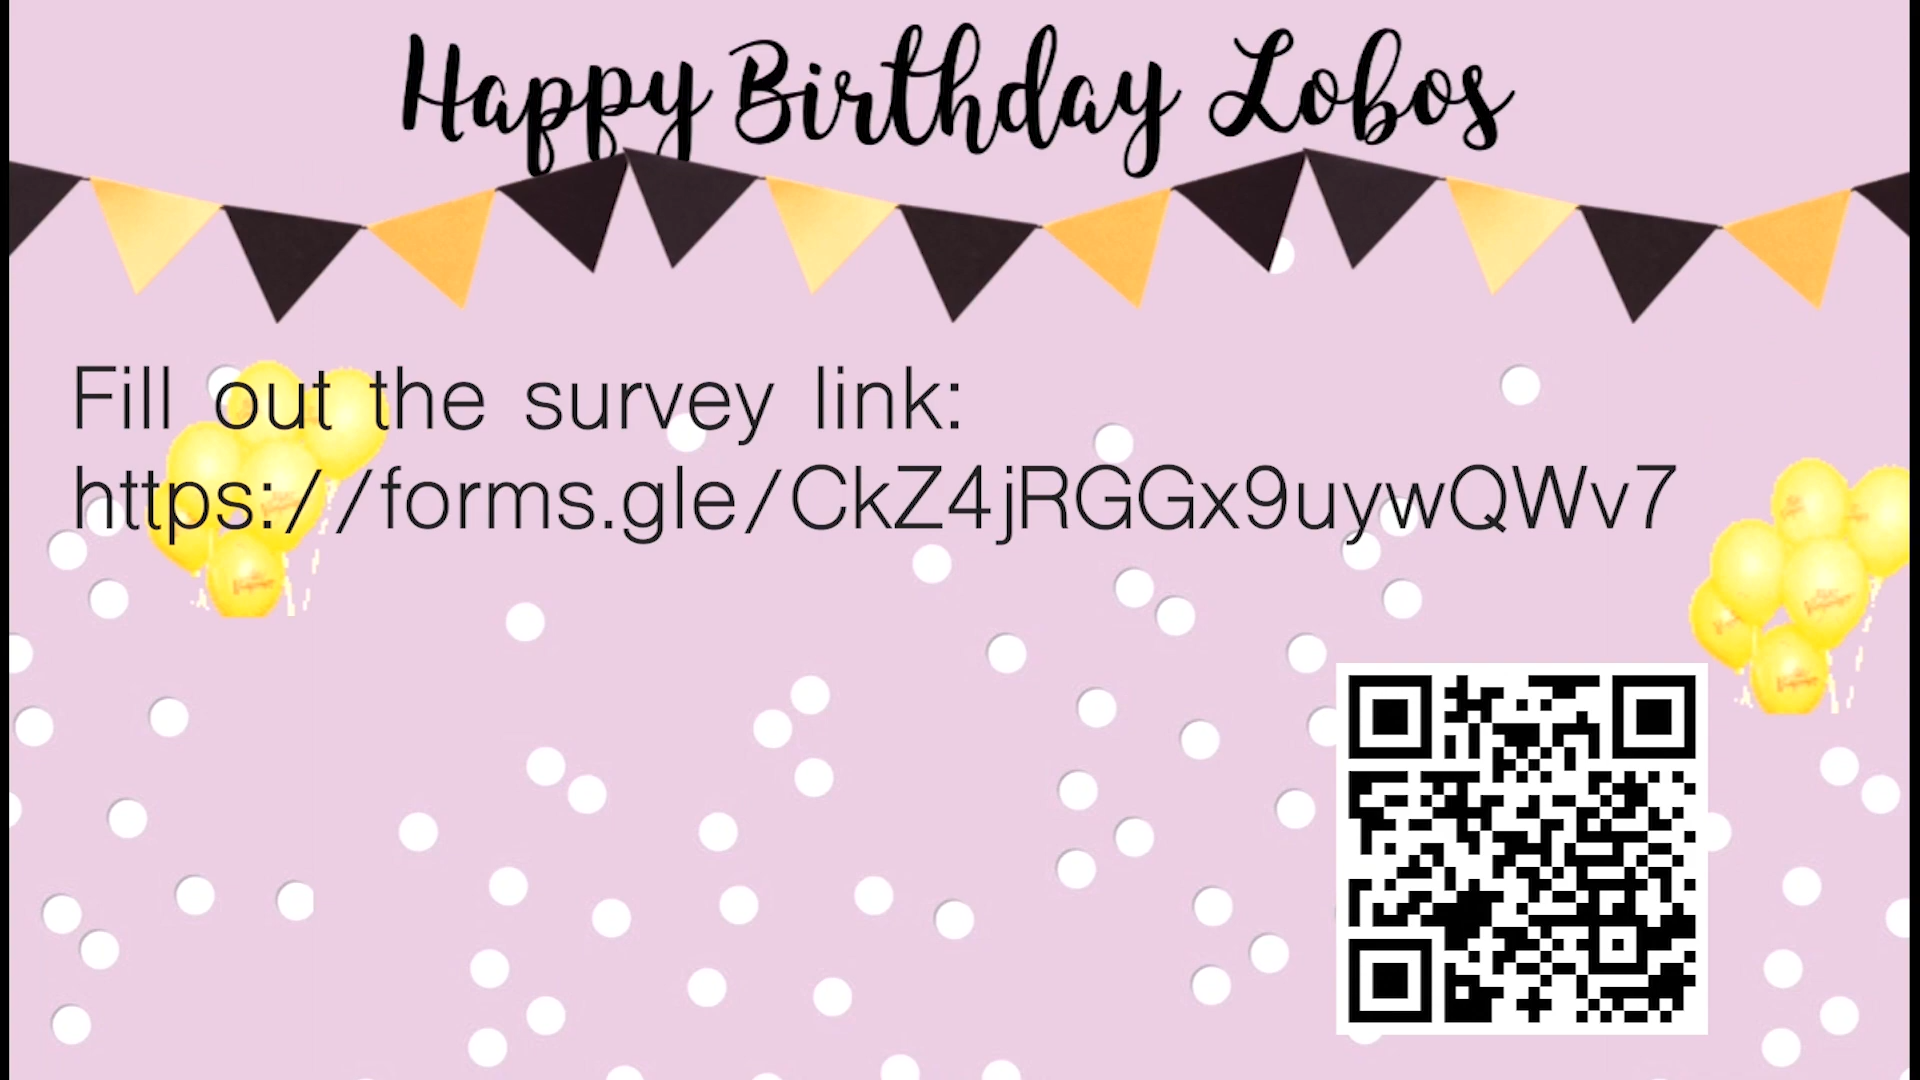 Happy Birthday Lobos
Fill out the survey link:
https://forms.gle/CkZ4jRGGx9uywQWv7